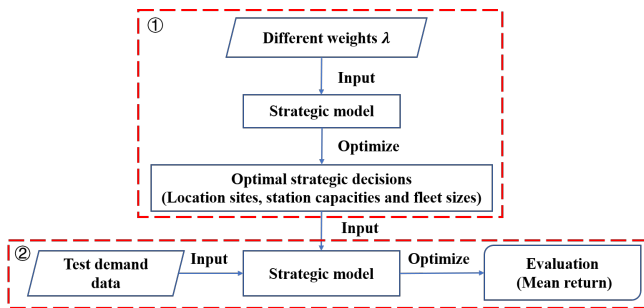 ①
Different weights λ
Input
Strategic model
Optimize
Optimal strategic decisions
(Location sites, station capacities and fleet sizes)
Input
②
Test demand
data
Input
Strategic model
Optimize
Evaluation
(Mean return)